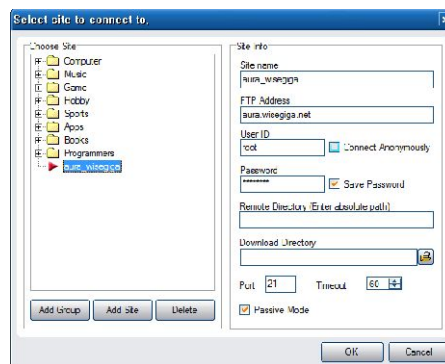 Select site to connect to.
Choose Site
Computer
Music
Game
Hobby
Sports
Apps
Books
Programmers
aura_wisegiga
Add Group
Add Site
Delete
Site Info
Site name
aura_wisegiga
FTP Address
aura.wisegiga.net
User ID
root
Connect Anonymously
Password
********
Save Password
Remote Directory (Enter absolute path)
Download Directory
Port 21 Timeout 60
Passive Mode
OK
Cancel